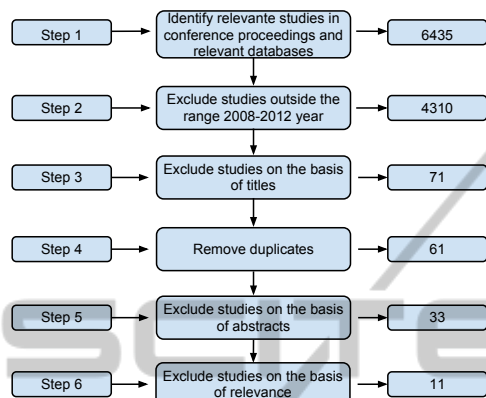 Step 1
Identify relevante studies in
conference proceedings and
relevant databases
6435
Step 2
Exclude studies outside the
range 2008-2012 year
4310
Step 3
Exclude studies on the basis
of titles
71
Step 4
Remove duplicates
61
Step 5
Exclude studies on the basis
of abstracts
33
Step 6
Exclude studies on the basis
of relevance
11
SCITE